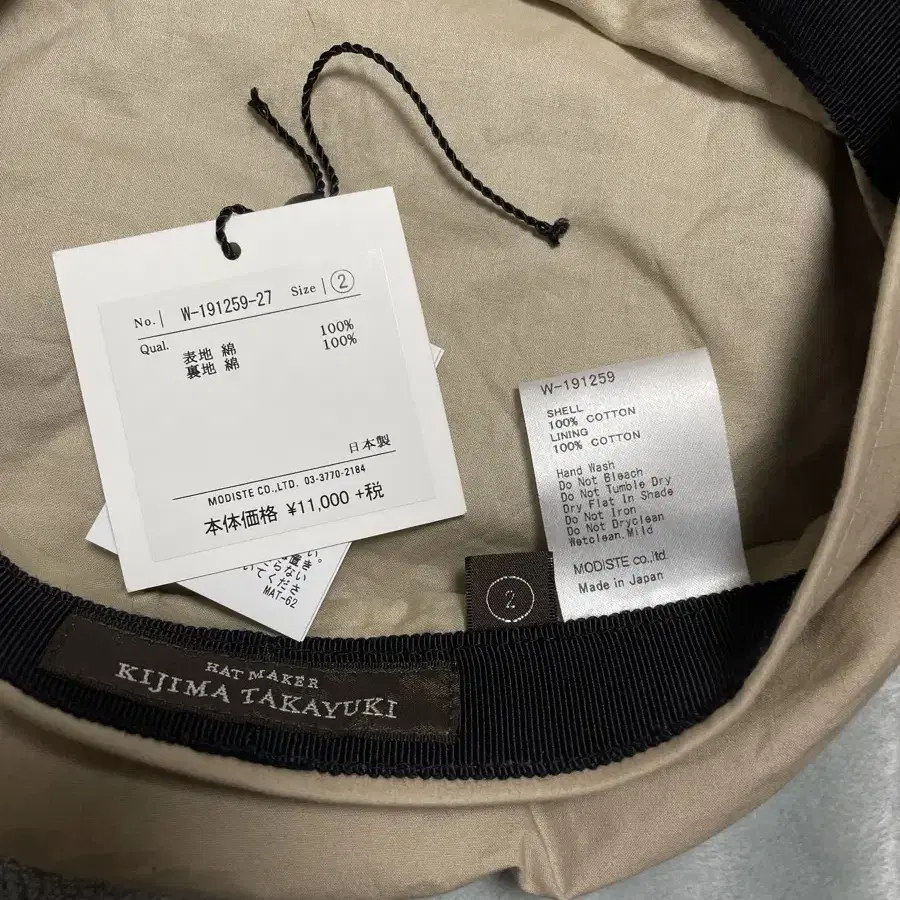 No. W-191259-27 Size 2
Qual. 表地 綿 100%
裏地 綿 100%
日本製
MODISTE CO.,LTD. 03-3770-2184
本体価格 ¥11,000 +税
MAT-62
W-191259
SHELL
100% COTTON
LINING
100% COTTON
Hand Wash
Do Not Bleach
Do Not Tumble Dry
Dry Flat In Shade
Do Not Iron
Do Not Dryclean
Wetclean.Mild
MODISTE co.,ltd.
Made in Japan
2
HAT MAKER
KIJIMA TAKAYUKI